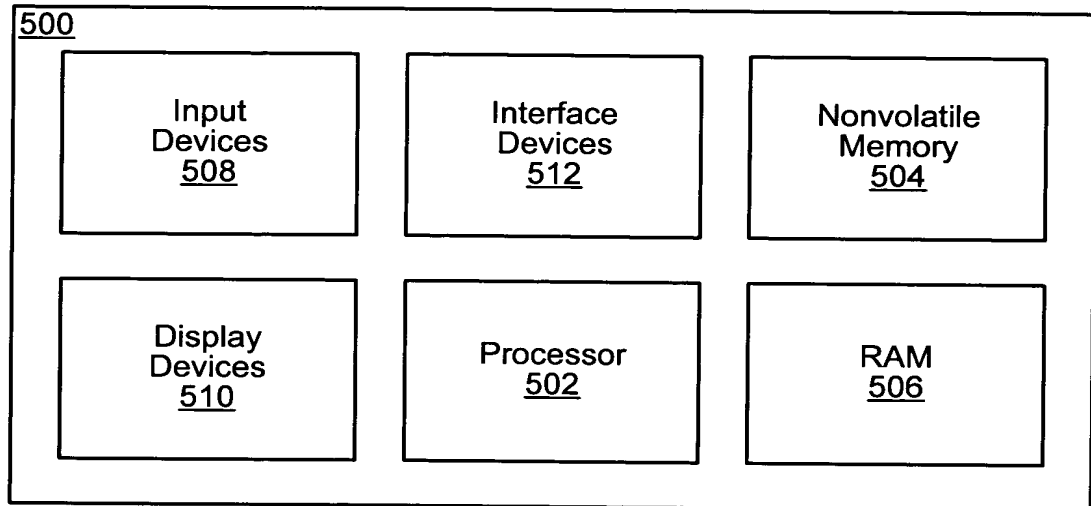 500
Input
Devices
508
Interface
Devices
512
Nonvolatile
Memory
504
Display
Devices
510
Processor
502
RAM
506